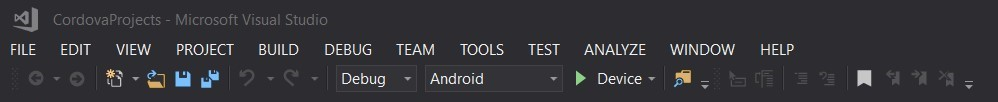 CordovaProjects - Microsoft Visual Studio
FILE EDIT VIEW PROJECT BUILD DEBUG TEAM TOOLS TEST ANALYZE WINDOW HELP
Debug Android Device